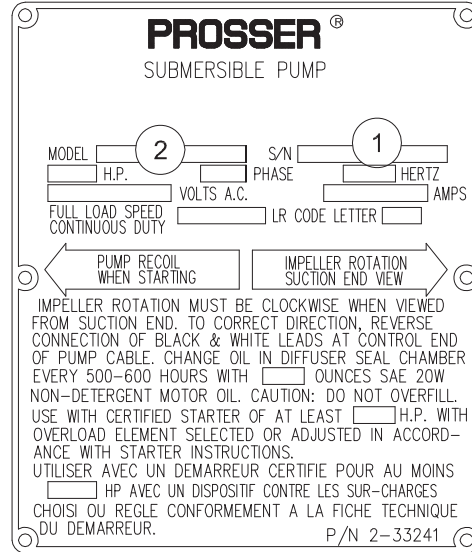 PROSSER ®
SUBMERSIBLE PUMP
MODEL 2 S/N 1
H.P. PHASE HERTZ
VOLTS A.C. AMPS
FULL LOAD SPEED
CONTINUOUS DUTY LR CODE LETTER
PUMP RECOIL
WHEN STARTING
IMPELLER ROTATION
SUCTION END VIEW
IMPELLER ROTATION MUST BE CLOCKWISE WHEN VIEWED
FROM SUCTION END. TO CORRECT DIRECTION, REVERSE
CONNECTION OF BLACK & WHITE LEADS AT CONTROL END
OF PUMP CABLE. CHANGE OIL IN DIFFUSER SEAL CHAMBER
EVERY 500-600 HOURS WITH OUNCES SAE 20W
NON-DETERGENT MOTOR OIL. CAUTION: DO NOT OVERFILL.
USE WITH CERTIFIED STARTER OF AT LEAST H.P. WITH
OVERLOAD ELEMENT SELECTED OR ADJUSTED IN ACCORD-
ANCE WITH STARTER INSTRUCTIONS.
UTILISER AVEC UN DEMARREUR CERTIFIE POUR AU MOINS
HP AVEC UN DISPOSITIF CONTRE LES SUR-CHARGES
CHOISI OU REGLE CONFORMEMENT A LA FICHE TECHNIQUE
DU DEMARREUR.
P/N 2-33241